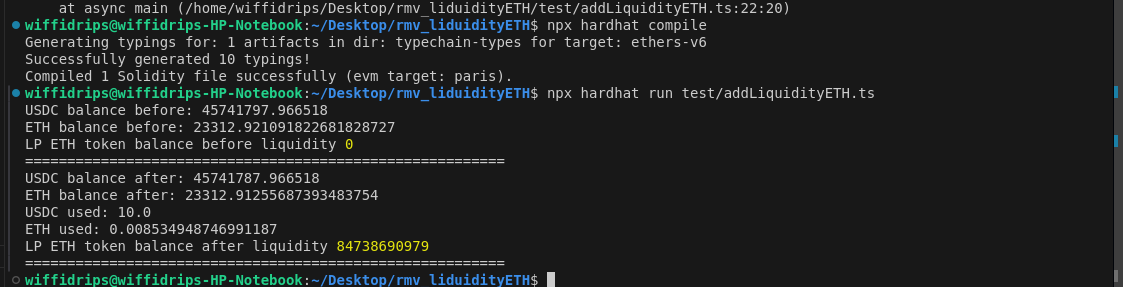 at async main (/home/wiffidrips/Desktop/rmv_liduidityETH/test/addLiquidityETH.ts:22:20)
wiffidrips@wiffidrips-HP-Notebook:~/Desktop/rmv_liduidityETH$ npx hardhat compile
Generating typings for: 1 artifacts in dir: typechain-types for target: ethers-v6
Successfully generated 10 typings!
Compiled 1 Solidity file successfully (evm target: paris).
wiffidrips@wiffidrips-HP-Notebook:~/Desktop/rmv_liduidityETH$ npx hardhat run test/addLiquidityETH.ts
USDC balance before: 45741797.966518
ETH balance before: 23312.921091822681828727
LP ETH token balance before liquidity 0
=========================================================
USDC balance after: 45741787.966518
ETH balance after: 23312.91255687393483754
USDC used: 10.0
ETH used: 0.008534948746991187
LP ETH token balance after liquidity 84738690979
=========================================================
wiffidrips@wiffidrips-HP-Notebook:~/Desktop/rmv_liduidityETH$